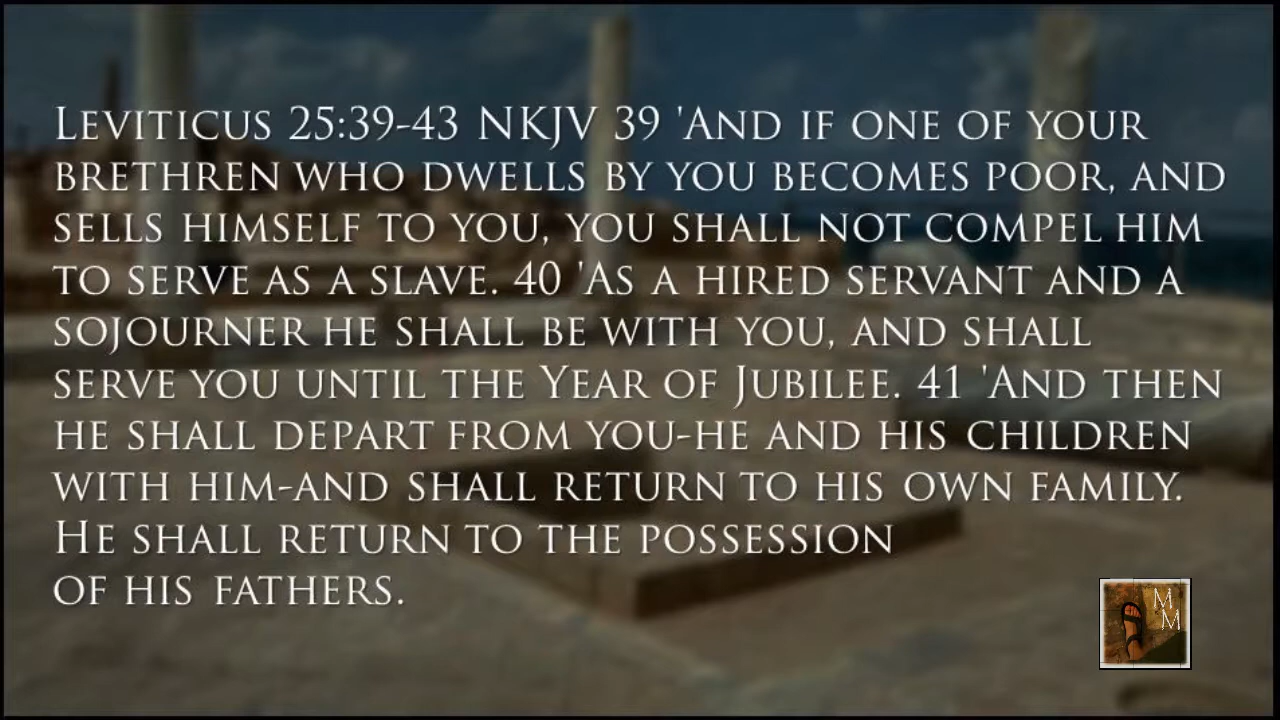 Leviticus 25:39-43 NKJV 39 'And if one of your
brethren who dwells by you becomes poor, and
sells himself to you, you shall not compel him
to serve as a slave. 40 'As a hired servant and a
sojourner he shall be with you, and shall
serve you until the Year of Jubilee. 41 'And then
he shall depart from you-he and his children
with him-and shall return to his own family.
He shall return to the possession
of his fathers.
M
M